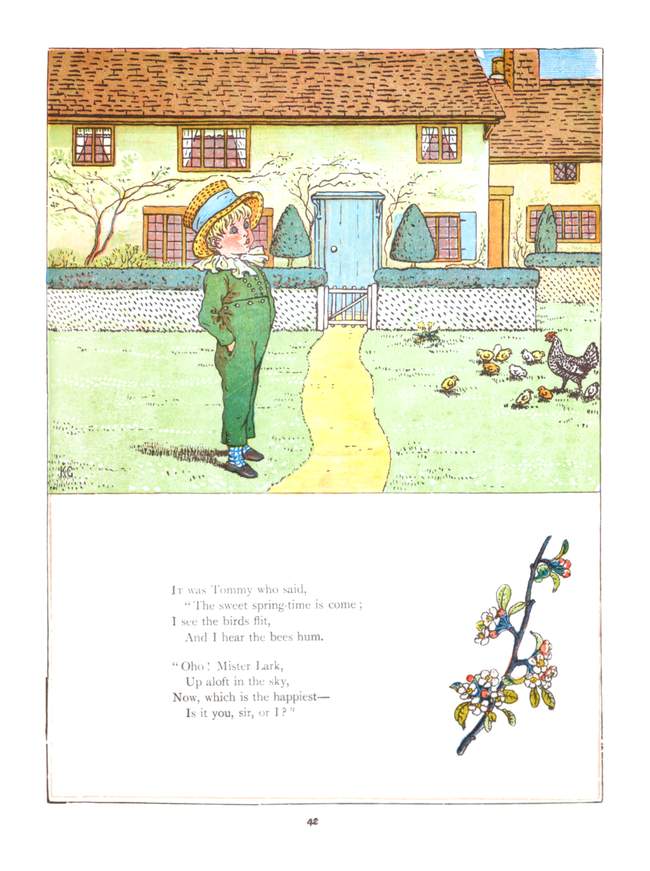 KG
It was Tommy who said,
“The sweet spring-time is come;
I see the birds flit,
And I hear the bees hum.
“Oho! Mister Lark,
Up aloft in the sky,
Now, which is the happiest—
Is it you, sir, or I?”
42